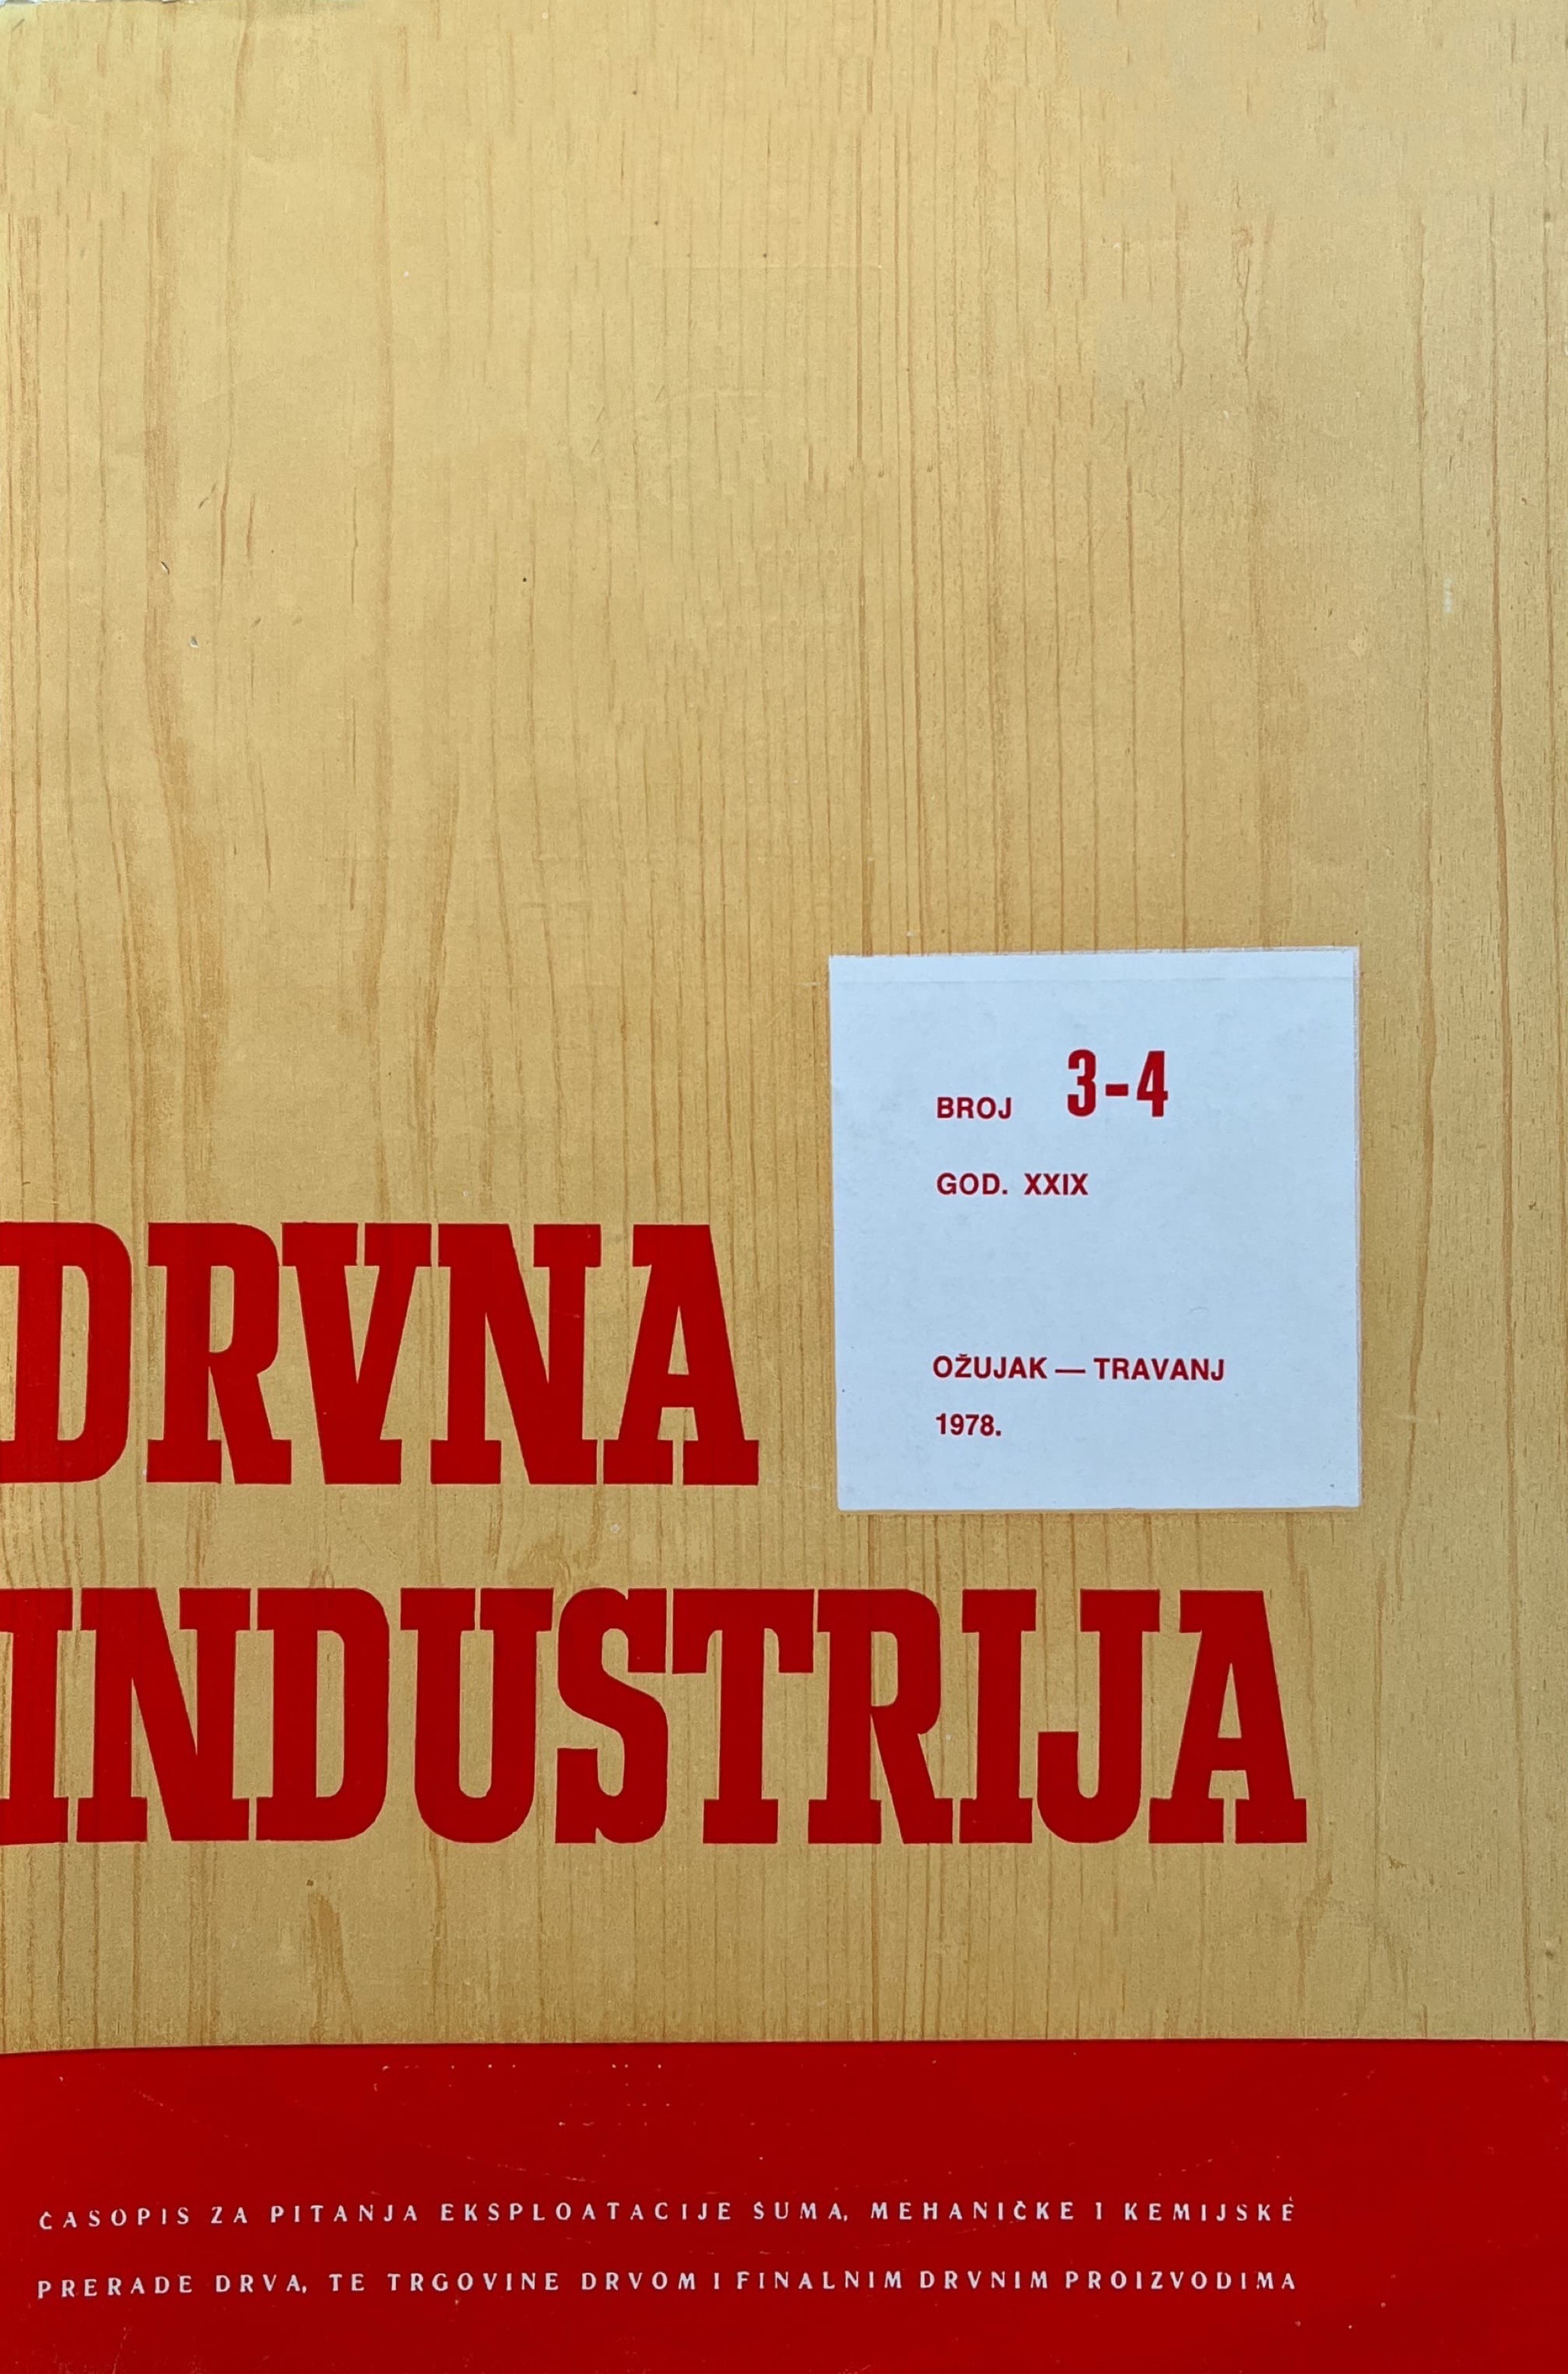 BROJ 3-4
GOD. XXIX
OŽUJAK — TRAVANJ
1978.
DRVNA
INDUSTRIJA
ČASOPIS ZA PITANJA EKSPLOATACIJE ŠUMA, MEHANIČKE I KEMIJSKE
PRERADE DRVA, TE TRGOVINE DRVOM I FINALNIM DRVNIM PROIZVODIMA